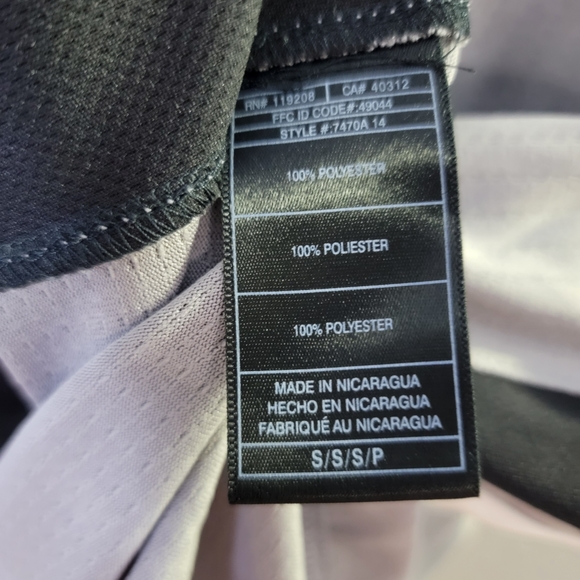 RN# 119208 CA# 40312
FFC ID CODE#:49044
STYLE #:7470A 14
100% POLYESTER
100% POLIESTER
100% POLYESTER
MADE IN NICARAGUA
HECHO EN NICARAGUA
FABRIQUÉ AU NICARAGUA
S/S/S/P